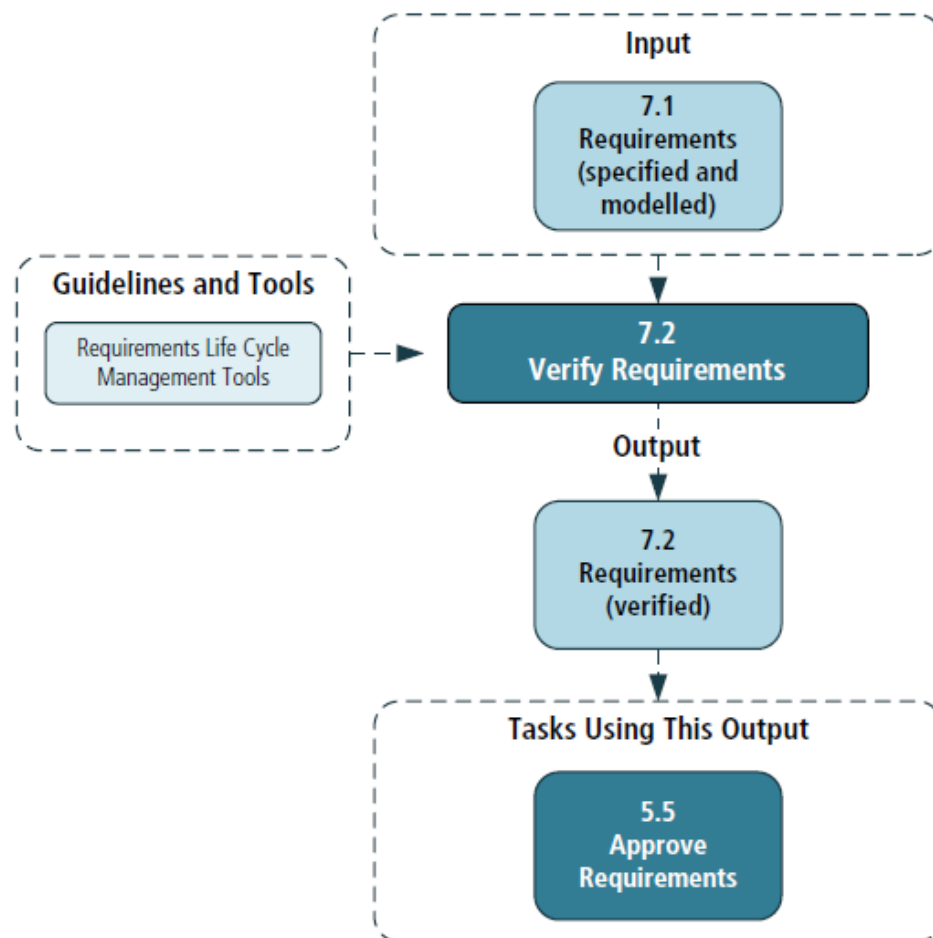 Input
7.1
Requirements
(specified and
modelled)
Guidelines and Tools
Requirements Life Cycle
Management Tools
7.2
Verify Requirements
Output
7.2
Requirements
(verified)
Tasks Using This Output
5.5
Approve
Requirements